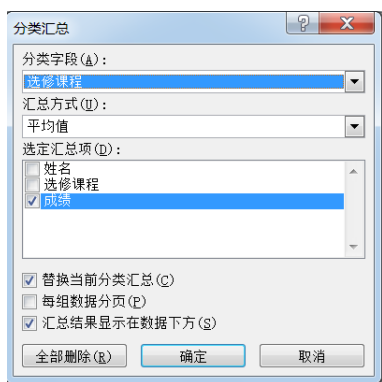 分类汇总
分类字段(A):
选修课程
汇总方式(U):
平均值
选定汇总项(D):
姓名
选修课程
成绩
替换当前分类汇总(C)
每组数据分页(P)
汇总结果显示在数据下方(S)
全部删除(R) 确定 取消